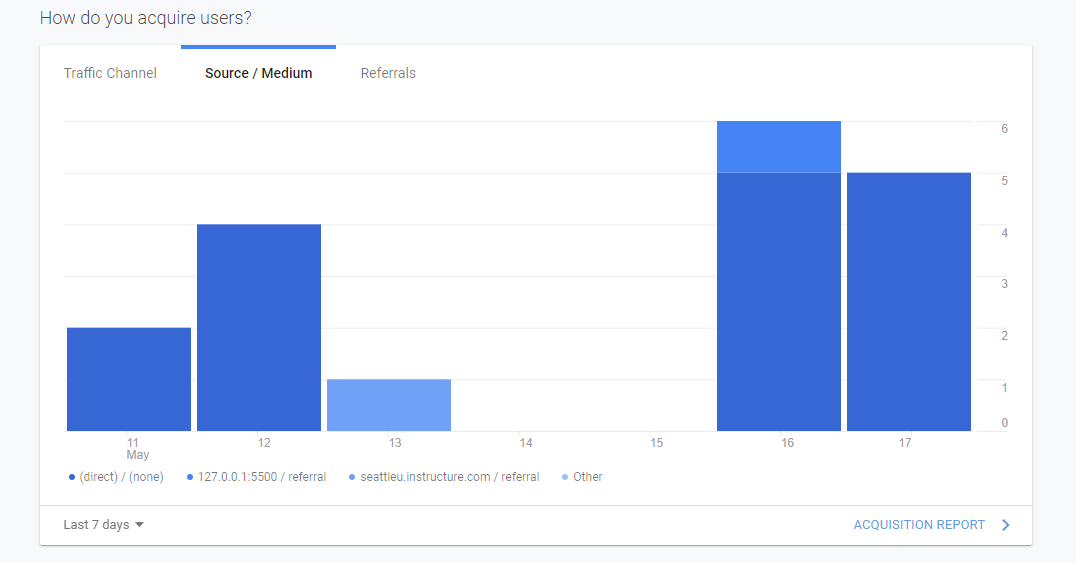 How do you acquire users?
Traffic Channel Source / Medium Referrals
6
5
4
3
2
1
0
11 12 13 14 15 16 17
May
(direct) / (none) 127.0.0.1:5500 / referral seattleu.instructure.com / referral Other
Last 7 days ACQUISITION REPORT